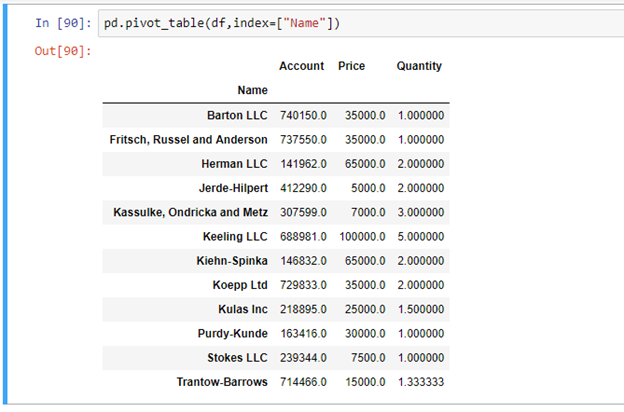 In [90]: pd.pivot_table(df,index=["Name"])
Out[90]:
Account Price Quantity
Name
Barton LLC 740150.0 35000.0 1.000000
Fritsch, Russel and Anderson 737550.0 35000.0 1.000000
Herman LLC 141962.0 65000.0 2.000000
Jerde-Hilpert 412290.0 5000.0 2.000000
Kassulke, Ondricka and Metz 307599.0 7000.0 3.000000
Keeling LLC 688981.0 100000.0 5.000000
Kiehn-Spinka 146832.0 65000.0 2.000000
Koepp Ltd 729833.0 35000.0 2.000000
Kulas Inc 218895.0 25000.0 1.500000
Purdy-Kunde 163416.0 30000.0 1.000000
Stokes LLC 239344.0 7500.0 1.000000
Trantow-Barrows 714466.0 15000.0 1.333333